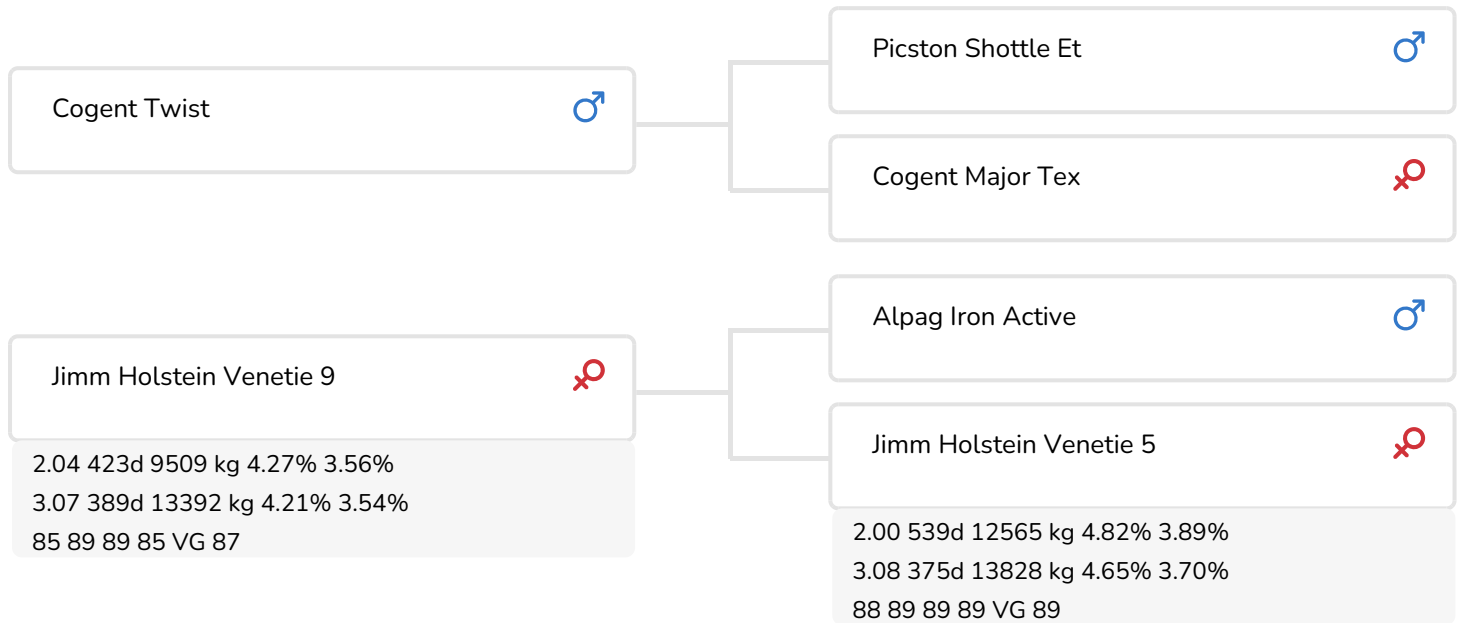 Picston Shottle Et
Cogent Twist
Cogent Major Tex
Alpag Iron Active
Jimm Holstein Venetie 9
2.04 423d 9509 kg 4.27% 3.56%
3.07 389d 13392 kg 4.21% 3.54%
85 89 89 85 VG 87
Jimm Holstein Venetie 5
2.00 539d 12565 kg 4.82% 3.89%
3.08 375d 13828 kg 4.65% 3.70%
88 89 89 89 VG 89